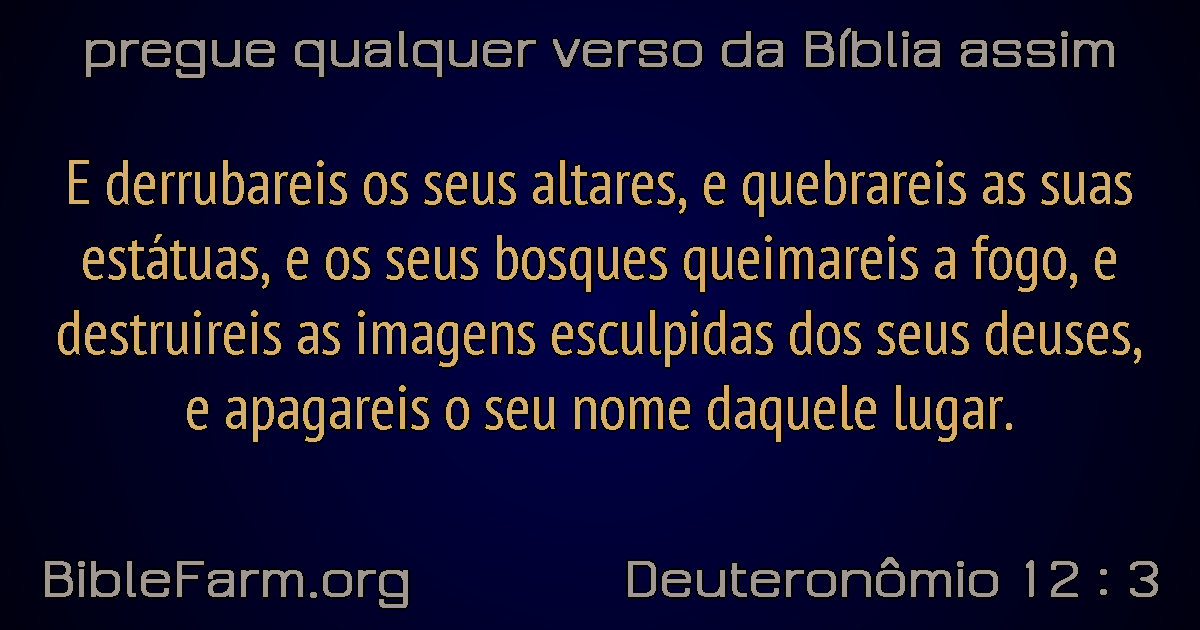 pregue qualquer verso da Bíblia assim
E derrubareis os seus altares, e quebrareis as suas
estátuas, e os seus bosques queimareis a fogo, e
destruireis as imagens esculpidas dos seus deuses,
e apagareis o seu nome daquele lugar.
BibleFarm.org
Deuteronômio 12 : 3